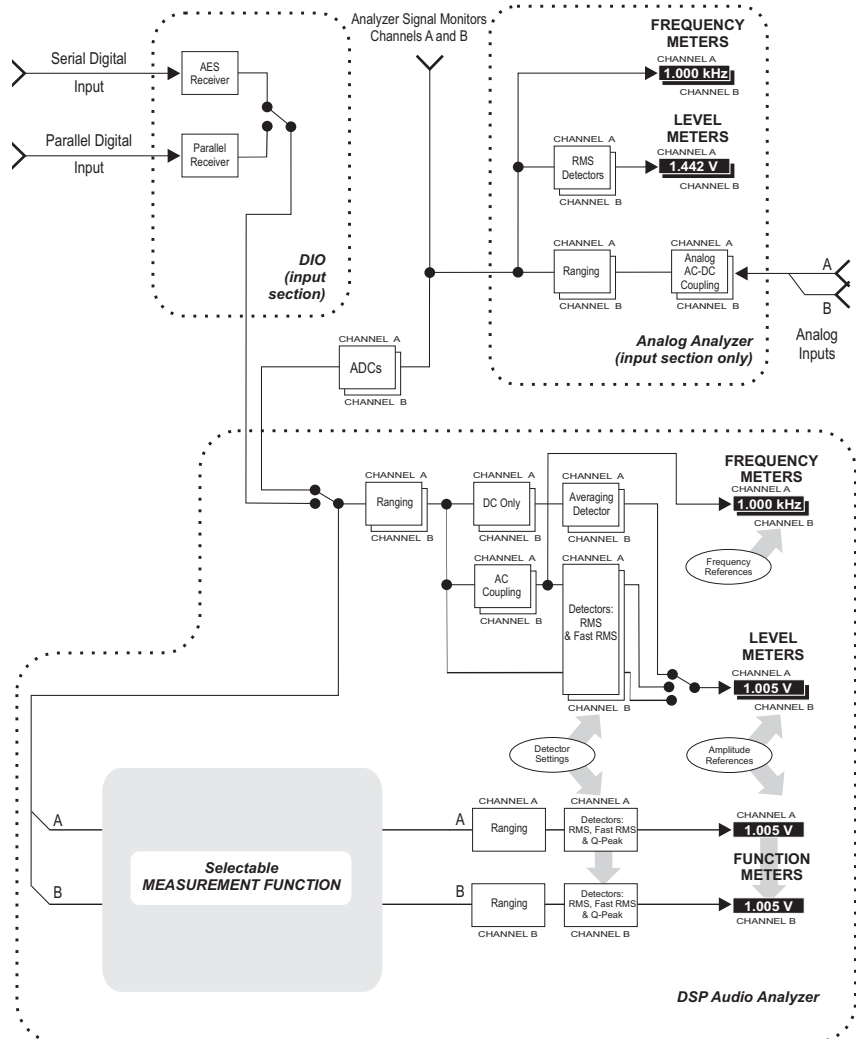 Analyzer Signal Monitors
Channels A and B
Serial Digital
Input
AES
Receiver
Parallel Digital
Input
Parallel
Receiver
DIO
(input
section)
FREQUENCY
METERS
CHANNEL A
1.000 kHz
CHANNEL B
LEVEL
METERS
CHANNEL A
1.442 V
CHANNEL B
CHANNEL A
RMS
Detectors
CHANNEL B
CHANNEL A
Ranging
CHANNEL B
CHANNEL A
Analog
AC-DC
Coupling
CHANNEL B
A
B
Analog
Inputs
Analog Analyzer
(input section only)
CHANNEL A
ADCs
CHANNEL B
CHANNEL A
Ranging
CHANNEL B
CHANNEL A
DC Only
CHANNEL B
CHANNEL A
Averaging
Detector
CHANNEL B
FREQUENCY
METERS
CHANNEL A
1.000 kHz
CHANNEL B
Frequency
References
CHANNEL A
AC
Coupling
CHANNEL B
CHANNEL A
Detectors:
RMS
& Fast RMS
CHANNEL B
LEVEL
METERS
CHANNEL A
1.005 V
CHANNEL B
Detector
Settings
Amplitude
References
A
B
Selectable
MEASUREMENT FUNCTION
A
CHANNEL A
Ranging
CHANNEL A
Detectors:
RMS, Fast RMS
& Q-Peak
CHANNEL A
1.005 V
FUNCTION
METERS
B
Ranging
CHANNEL B
Detectors:
RMS, Fast RMS
& Q-Peak
CHANNEL B
1.005 V
CHANNEL B
DSP Audio Analyzer